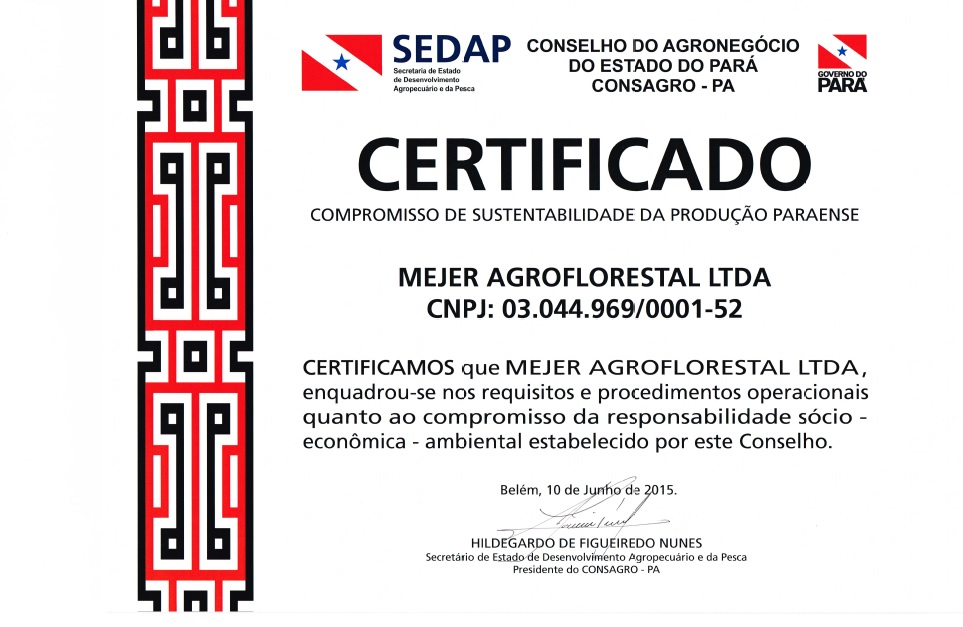 SEDAP
Secretaria de Estado
de Desenvolvimento
Agropecuário e da Pesca
CONSELHO DO AGRONEGÓCIO
DO ESTADO DO PARÁ
CONSAGRO - PA
GOVERNO DO
PARÁ
CERTIFICADO
COMPROMISSO DE SUSTENTABILIDADE DA PRODUÇÃO PARAENSE
MEJER AGROFLORESTAL LTDA
CNPJ: 03.044.969/0001-52
CERTIFICAMOS que MEJER AGROFLORESTAL LTDA,
enquadrou-se nos requisitos e procedimentos operacionais
quanto ao compromisso da responsabilidade sócio -
econômica - ambiental estabelecido por este Conselho.
Belém, 10 de Junho de 2015.
HILDEGARDO DE FIGUEIREDO NUNES
Secretário de Estado de Desenvolvimento Agropecuário e da Pesca
Presidente do CONSAGRO - PA